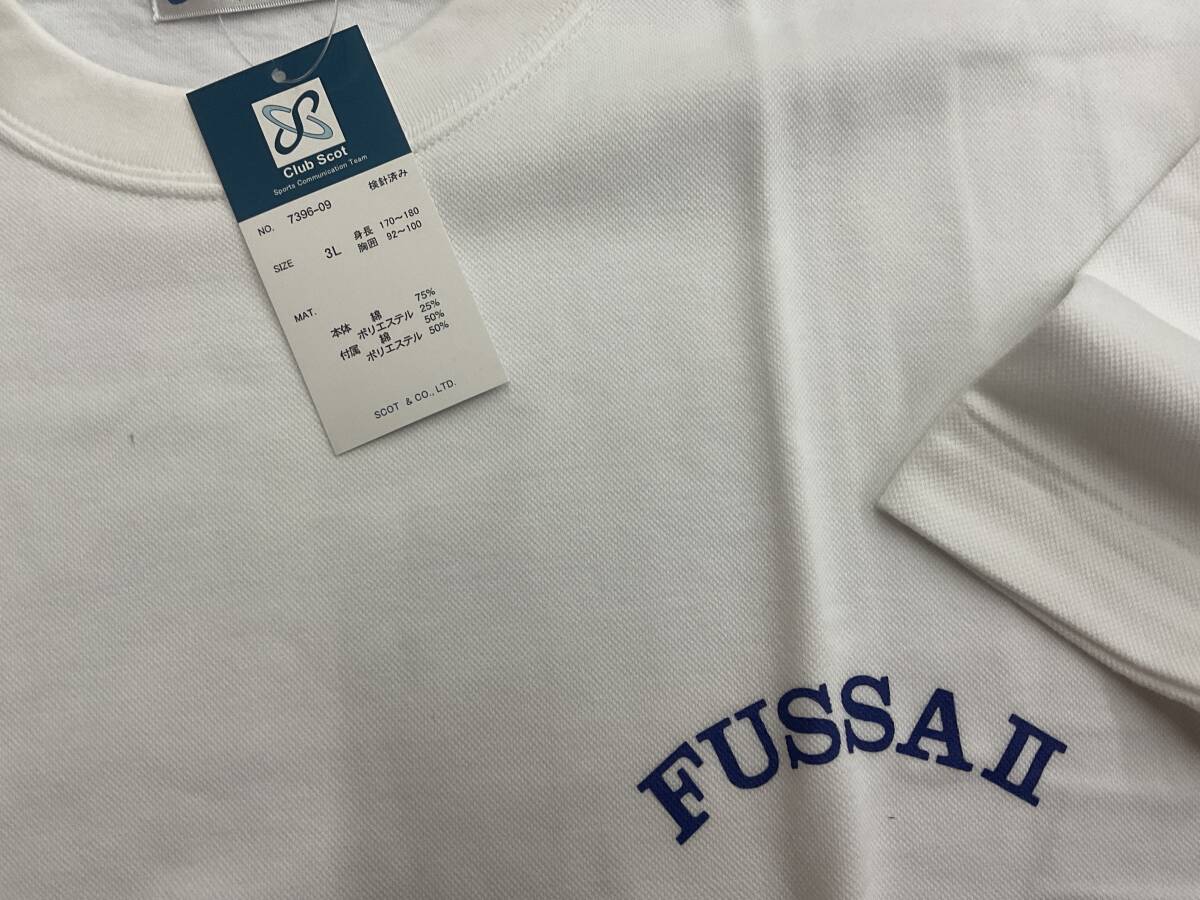 Club Scot
Sports Communication Team
NO. 7396-09 検針済み
SIZE 3L 身長 170～180
胸囲 92～100
MAT.
本体 綿 75%
ポリエステル 25%
付属 綿 50%
ポリエステル 50%
SCOT & CO., LTD.
FUSSA II